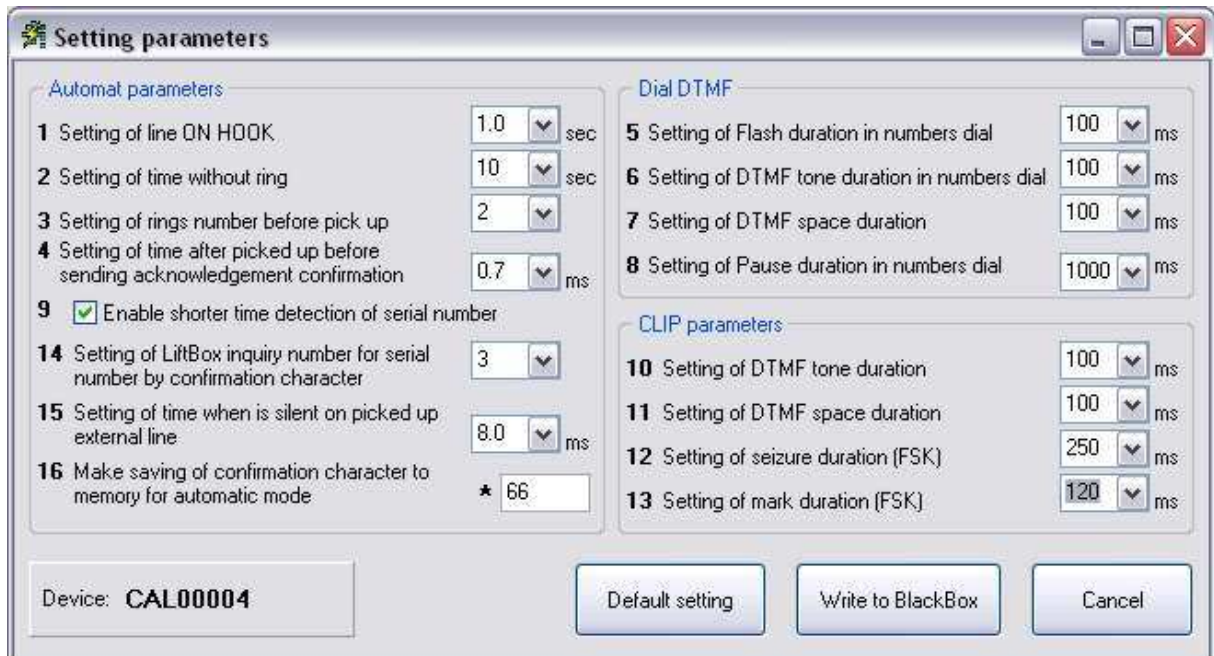 Setting parameters
Automat parameters
1 Setting of line ON HOOK 1.0 sec
2 Setting of time without ring 10 sec
3 Setting of rings number before pick up 2
4 Setting of time after picked up before
sending acknowledgement confirmation 0.7 ms
9 Enable shorter time detection of serial number
14 Setting of LiftBox inquiry number for serial 3
number by confirmation character
15 Setting of time when is silent on picked up
external line 8.0 ms
16 Make saving of confirmation character to
memory for automatic mode * 66
Dial DTMF
5 Setting of Flash duration in numbers dial 100 ms
6 Setting of DTMF tone duration in numbers dial 100 ms
7 Setting of DTMF space duration 100 ms
8 Setting of Pause duration in numbers dial 1000 ms
CLIP parameters
10 Setting of DTMF tone duration 100 ms
11 Setting of DTMF space duration 100 ms
12 Setting of seizure duration (FSK) 250 ms
13 Setting of mark duration (FSK) 120 ms
Device: CAL00004
Default setting
Write to BlackBox
Cancel